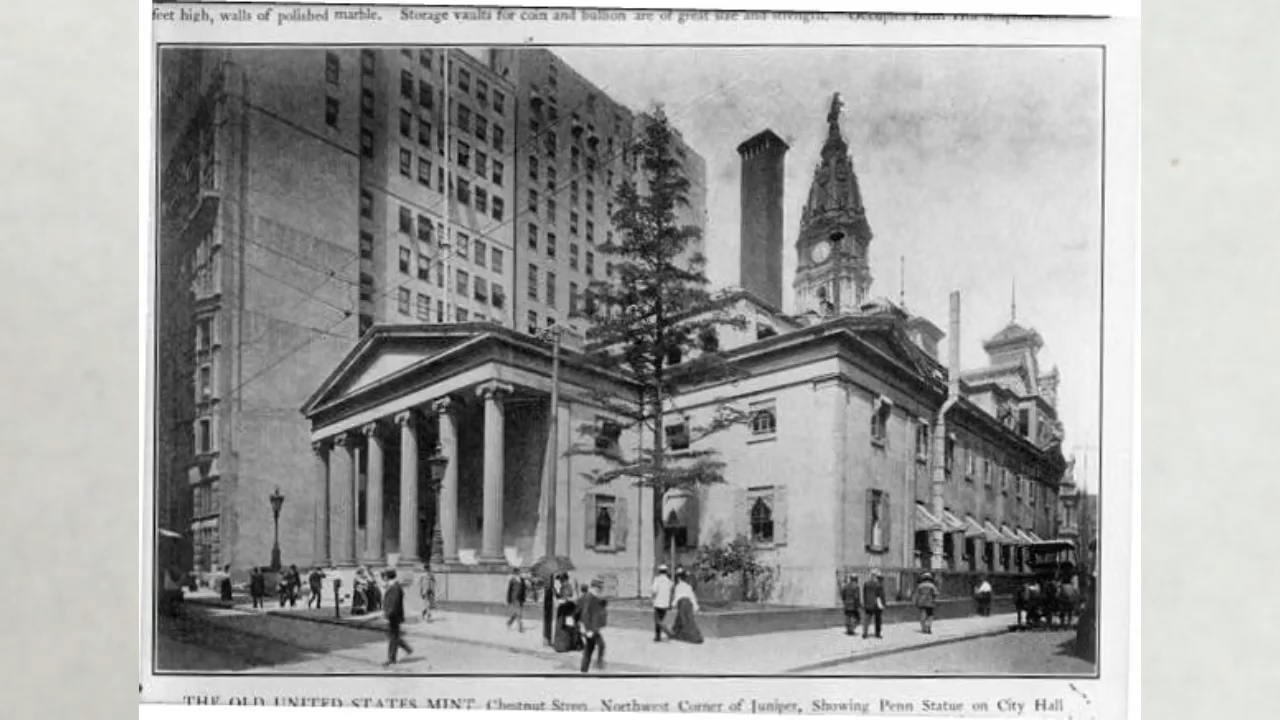 feet high, walls of polished marble. Storage vaults for coin and bullion are of great size and strength.
THE OLD UNITED STATES MINT, Chestnut Street, Northwest Corner of Juniper, Showing Penn Statue on City Hall